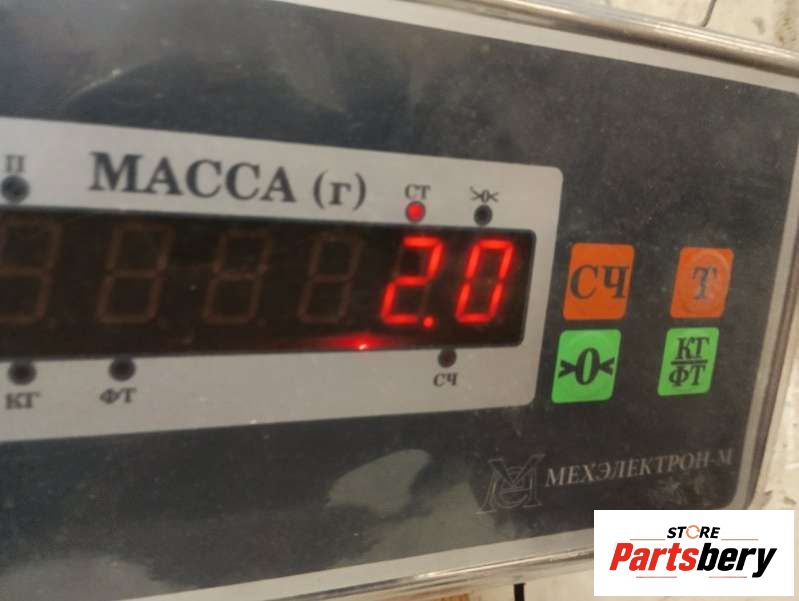 П
МАССА (г)
СТ
>0<
2.0
КГ
ФТ
СЧ
СЧ
Т
>0<
КГ
ФТ
МЕХЭЛЕКТРОН-М
STORE
Partsbery